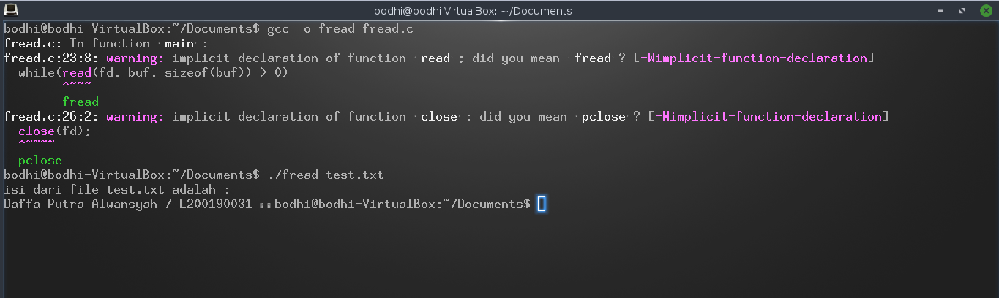 bodhi@bodhi-VirtualBox: ~/Documents
bodhi@bodhi-VirtualBox:~/Documents$ gcc -o fread fread.c
fread.c: In function main :
fread.c:23:8: warning: implicit declaration of function read ; did you mean fread ? [-Wimplicit-function-declaration]
while(read(fd, buf, sizeof(buf)) > 0)
^~~~
fread
fread.c:26:2: warning: implicit declaration of function close ; did you mean pclose ? [-Wimplicit-function-declaration]
close(fd);
^~~~~
pclose
bodhi@bodhi-VirtualBox:~/Documents$ ./fread test.txt
isi dari file test.txt adalah :
Daffa Putra Alwansyah / L200190031 bodhi@bodhi-VirtualBox:~/Documents$